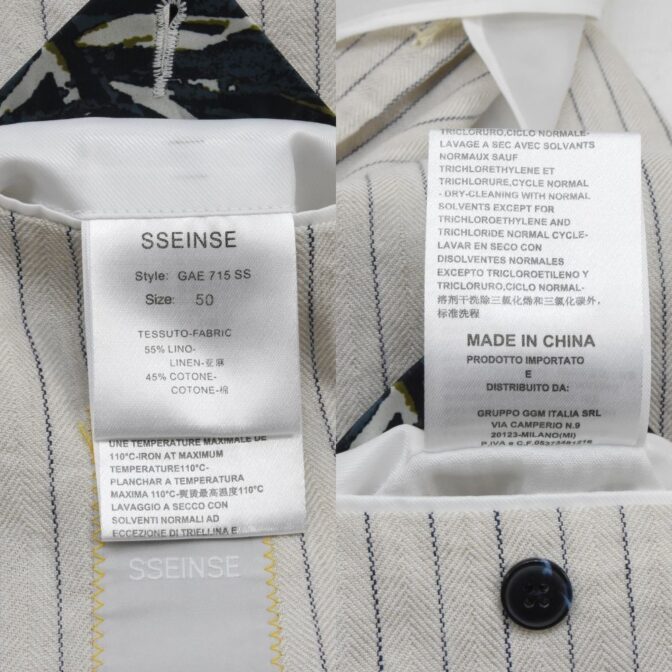 SSEINSE
Style: GAE 715 SS
Size: 50
TESSUTO-FABRIC
55% LINO-
LINEN-亚麻
45% COTONE-
COTONE-棉
UNE TEMPERATURE MAXIMALE DE
110°C-IRON AT MAXIMUM
TEMPERATURE110°C-
PLANCHAR A TEMPERATURA
MAXIMA 110°C-熨燙最高温度110°C
LAVAGGIO A SECCO CON
SOLVENTI NORMALI AD
ECCEZIONE DI TRIELLINA E
SSEINSE
TRICLORURO,CICLO NORMALE-
LAVAGE A SEC AVEC SOLVANTS
NORMAUX SAUF
TRICHLORETHYLENE ET
TRICHLORURE,CYCLE NORMAL
- DRY-CLEANING WITH NORMAL
SOLVENTS EXCEPT FOR
TRICHLOROETHYLENE AND
TRICHLORIDE NORMAL CYCLE-
LAVAR EN SECO CON
DISOLVENTES NORMALES
EXCEPTO TRICLOROETILENO Y
TRICLORURO,CICLO NORMAL-
溶剂干洗除三氯化烯和三氯化碳外,
标准洗程
MADE IN CHINA
PRODOTTO IMPORTATO
E
DISTRIBUITO DA:
GRUPPO GGM ITALIA SRL
VIA CAMPERIO N.9
20123-MILANO(MI)
P.IVA e C.F.